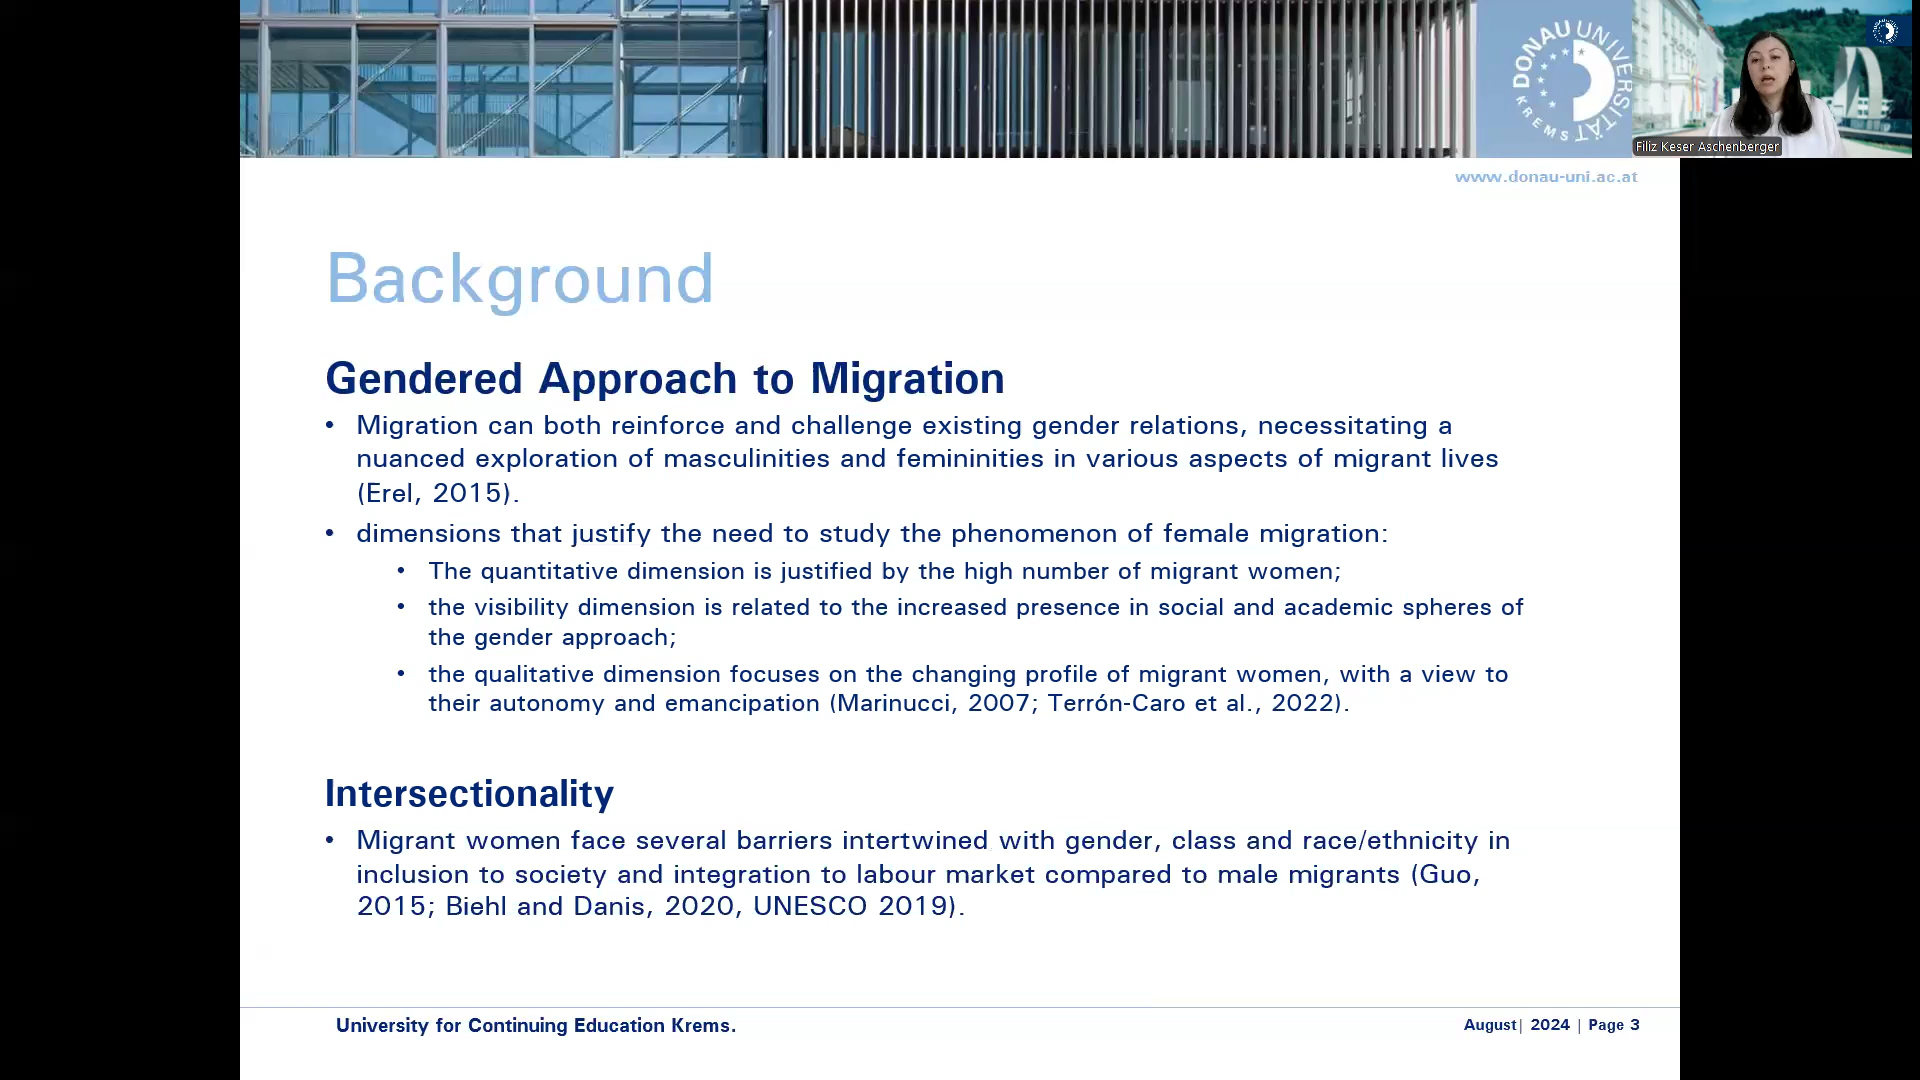 DONAU UNIVERSITÄT
KREMS
Filiz Keser Aschenberger
www.donau-uni.ac.at
Background
Gendered Approach to Migration
• Migration can both reinforce and challenge existing gender relations, necessitating a
nuanced exploration of masculinities and femininities in various aspects of migrant lives
(Erel, 2015).
• dimensions that justify the need to study the phenomenon of female migration:
• The quantitative dimension is justified by the high number of migrant women;
• the visibility dimension is related to the increased presence in social and academic spheres of
the gender approach;
• the qualitative dimension focuses on the changing profile of migrant women, with a view to
their autonomy and emancipation (Marinucci, 2007; Terrón-Caro et al., 2022).
Intersectionality
• Migrant women face several barriers intertwined with gender, class and race/ethnicity in
inclusion to society and integration to labour market compared to male migrants (Guo,
2015; Biehl and Danis, 2020, UNESCO 2019).
University for Continuing Education Krems.
August| 2024 | Page 3